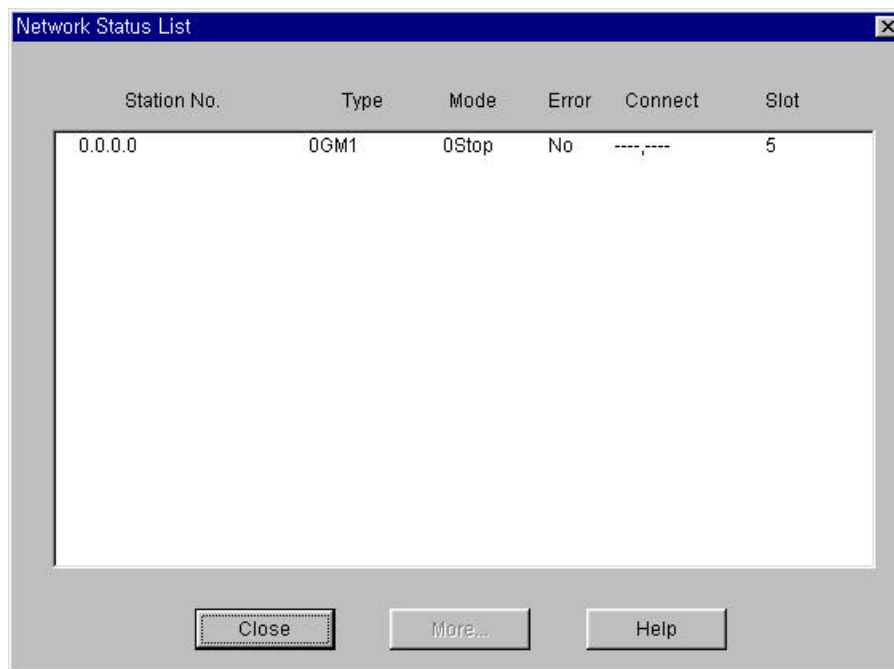 Network Status List
Station No. Type Mode Error Connect Slot
0.0.0.0 0GM1 0Stop No ----,---- 5
Close More... Help